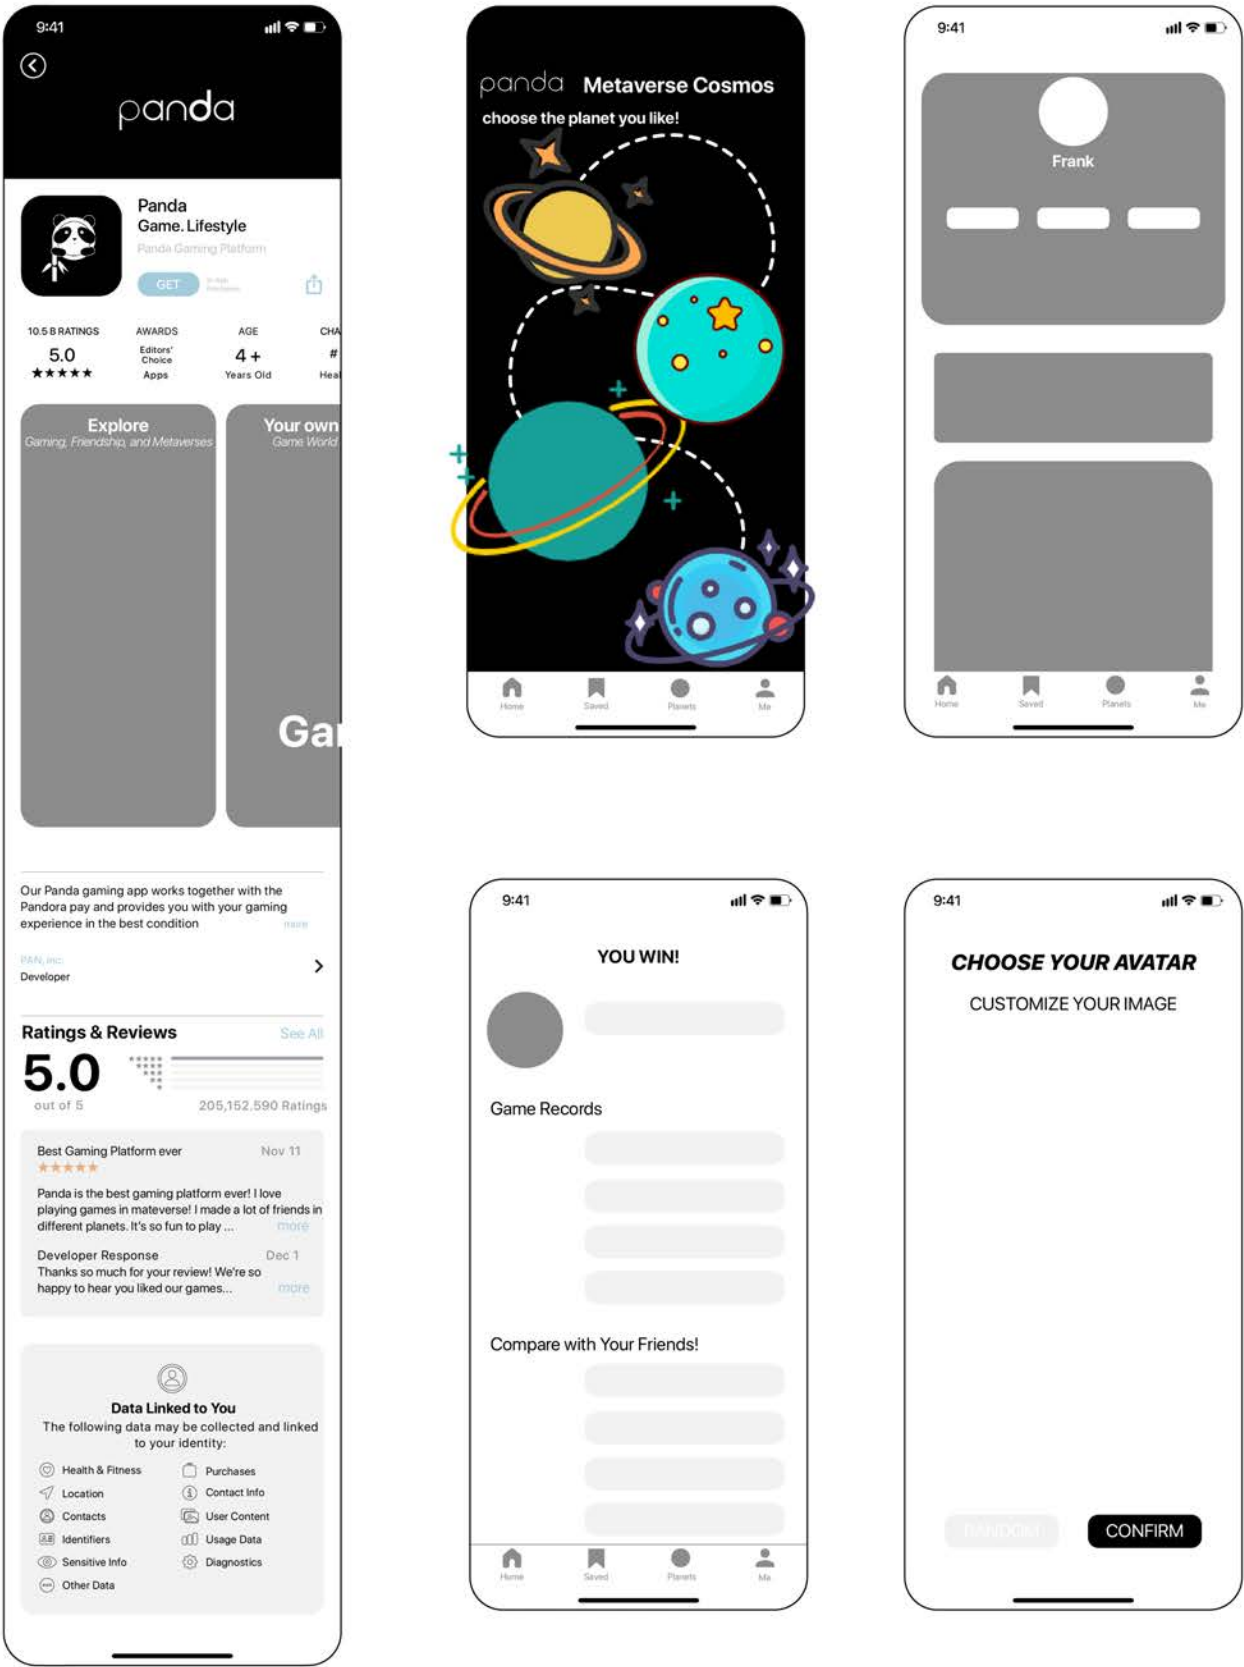 9:41
panda
Panda
Game. Lifestyle
Panda Gaming Platform
GET
10.5 B RATINGS
5.0
★★★★★
AWARDS
Editors'
Choice
Apps
AGE
4 +
Years Old
CHA
#
Heal
Explore
Gaming, Friendship, and Metaverses
Your own
Game World
Gar
Our Panda gaming app works together with the
Pandora pay and provides you with your gaming
experience in the best condition more
PAN, inc.
Developer
Ratings & Reviews See All
5.0
out of 5 205,152,590 Ratings
Best Gaming Platform ever Nov 11
★★★★★
Panda is the best gaming platform ever! I love
playing games in mateverse! I made a lot of friends in
different planets. It's so fun to play ... more
Developer Response Dec 1
Thanks so much for your review! We're so
happy to hear you liked our games... more
Data Linked to You
The following data may be collected and linked
to your identity:
Health & Fitness Purchases
Location Contact Info
Contacts User Content
Identifiers Usage Data
Sensitive Info Diagnostics
Other Data
panda Metaverse Cosmos
choose the planet you like!
Home Saved Planets Me
9:41
Frank
Home Saved Planets Me
9:41
YOU WIN!
Game Records
Compare with Your Friends!
Home Saved Planets Me
9:41
CHOOSE YOUR AVATAR
CUSTOMIZE YOUR IMAGE
RANDOM CONFIRM